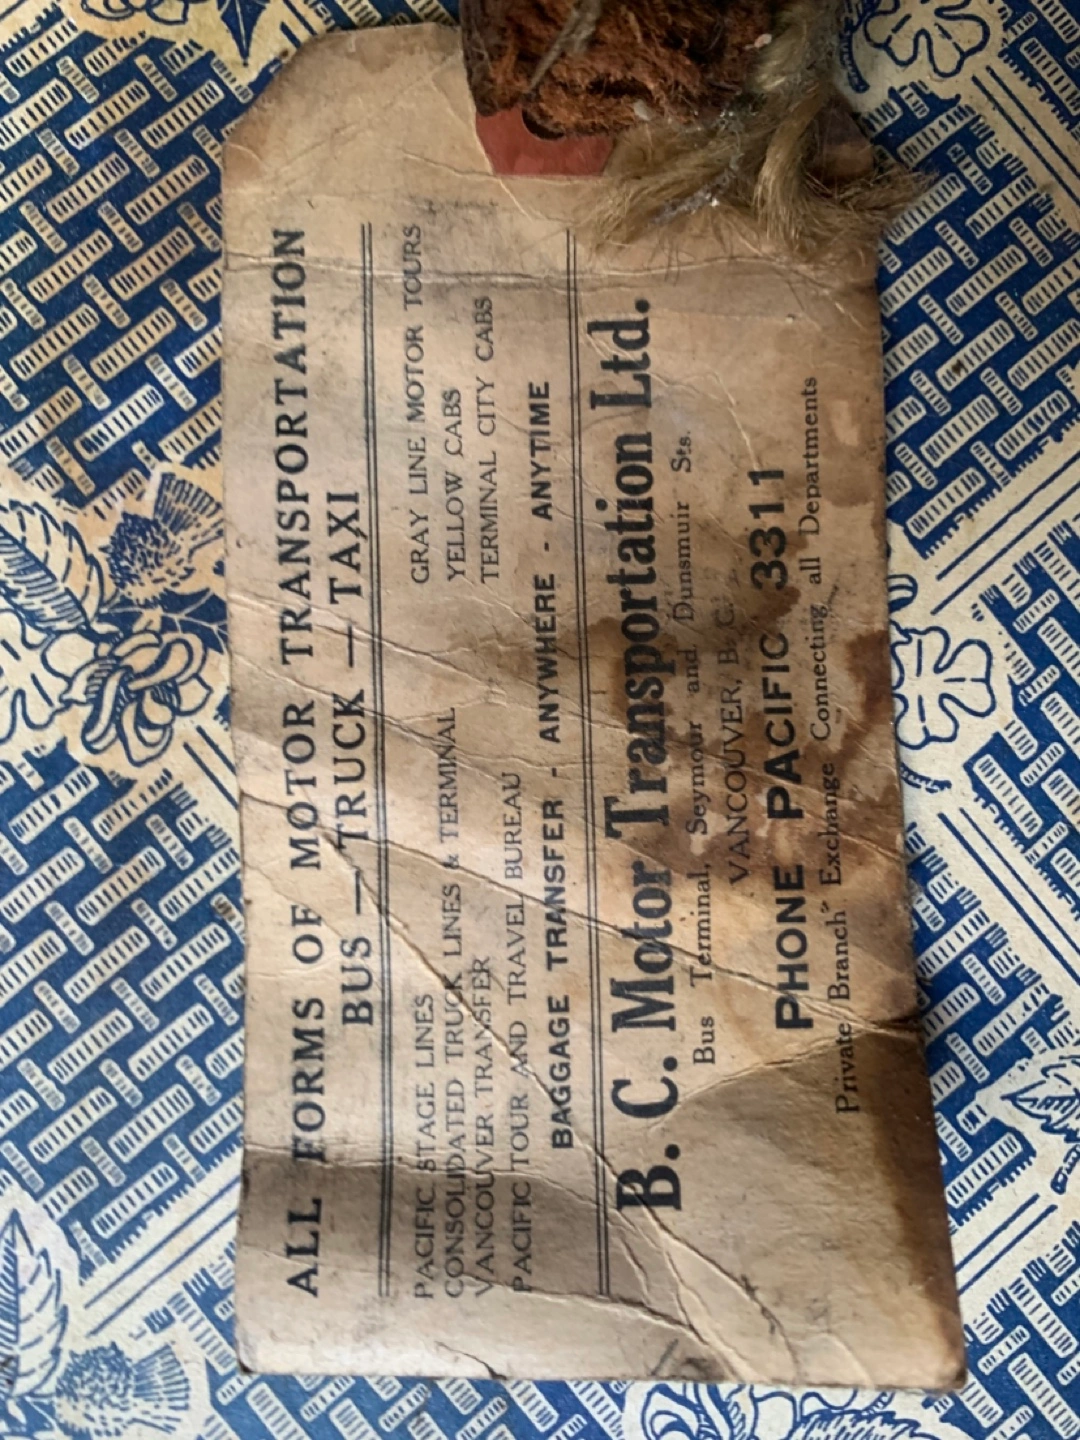 ALL FORMS OF MOTOR TRANSPORTATION
BUS — TRUCK — TAXI
PACIFIC STAGE LINES
CONSOLIDATED TRUCK LINES & TERMINAL
VANCOUVER TRANSFER
PACIFIC TOUR AND TRAVEL BUREAU
GRAY LINE MOTOR TOURS
YELLOW CABS
TERMINAL CITY CABS
BAGGAGE TRANSFER - ANYWHERE - ANYTIME
B. C. Motor Transportation Ltd.
Bus Terminal, Seymour and Dunsmuir Sts.
VANCOUVER, B. C.
PHONE PACIFIC 3311
Private Branch Exchange Connecting all Departments